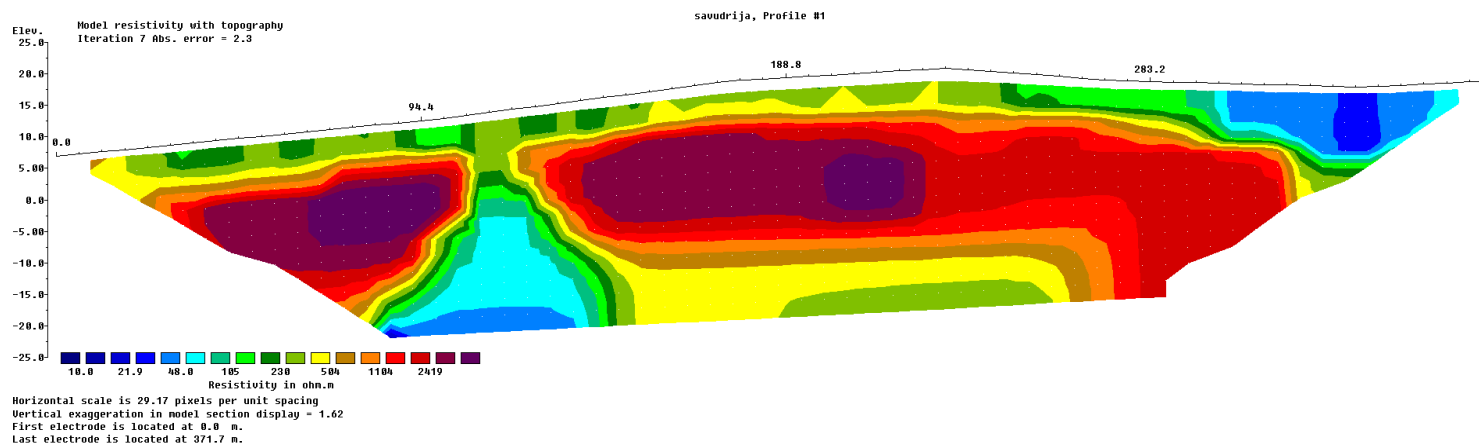 savudrija, Profile #1
Model resistivity with topography
Elev.
Iteration 7 Abs. error = 2.3
25.0
20.0
188.8
283.2
15.0
94.4
10.0
0.0
5.00
0.0
-5.00
-10.0
-15.0
-20.0
-25.0
10.0 21.9 48.0 105 230 504 1104 2419
Resistivity in ohm.m
Horizontal scale is 29.17 pixels per unit spacing
Vertical exaggeration in model section display = 1.62
First electrode is located at 0.0 m.
Last electrode is located at 371.7 m.